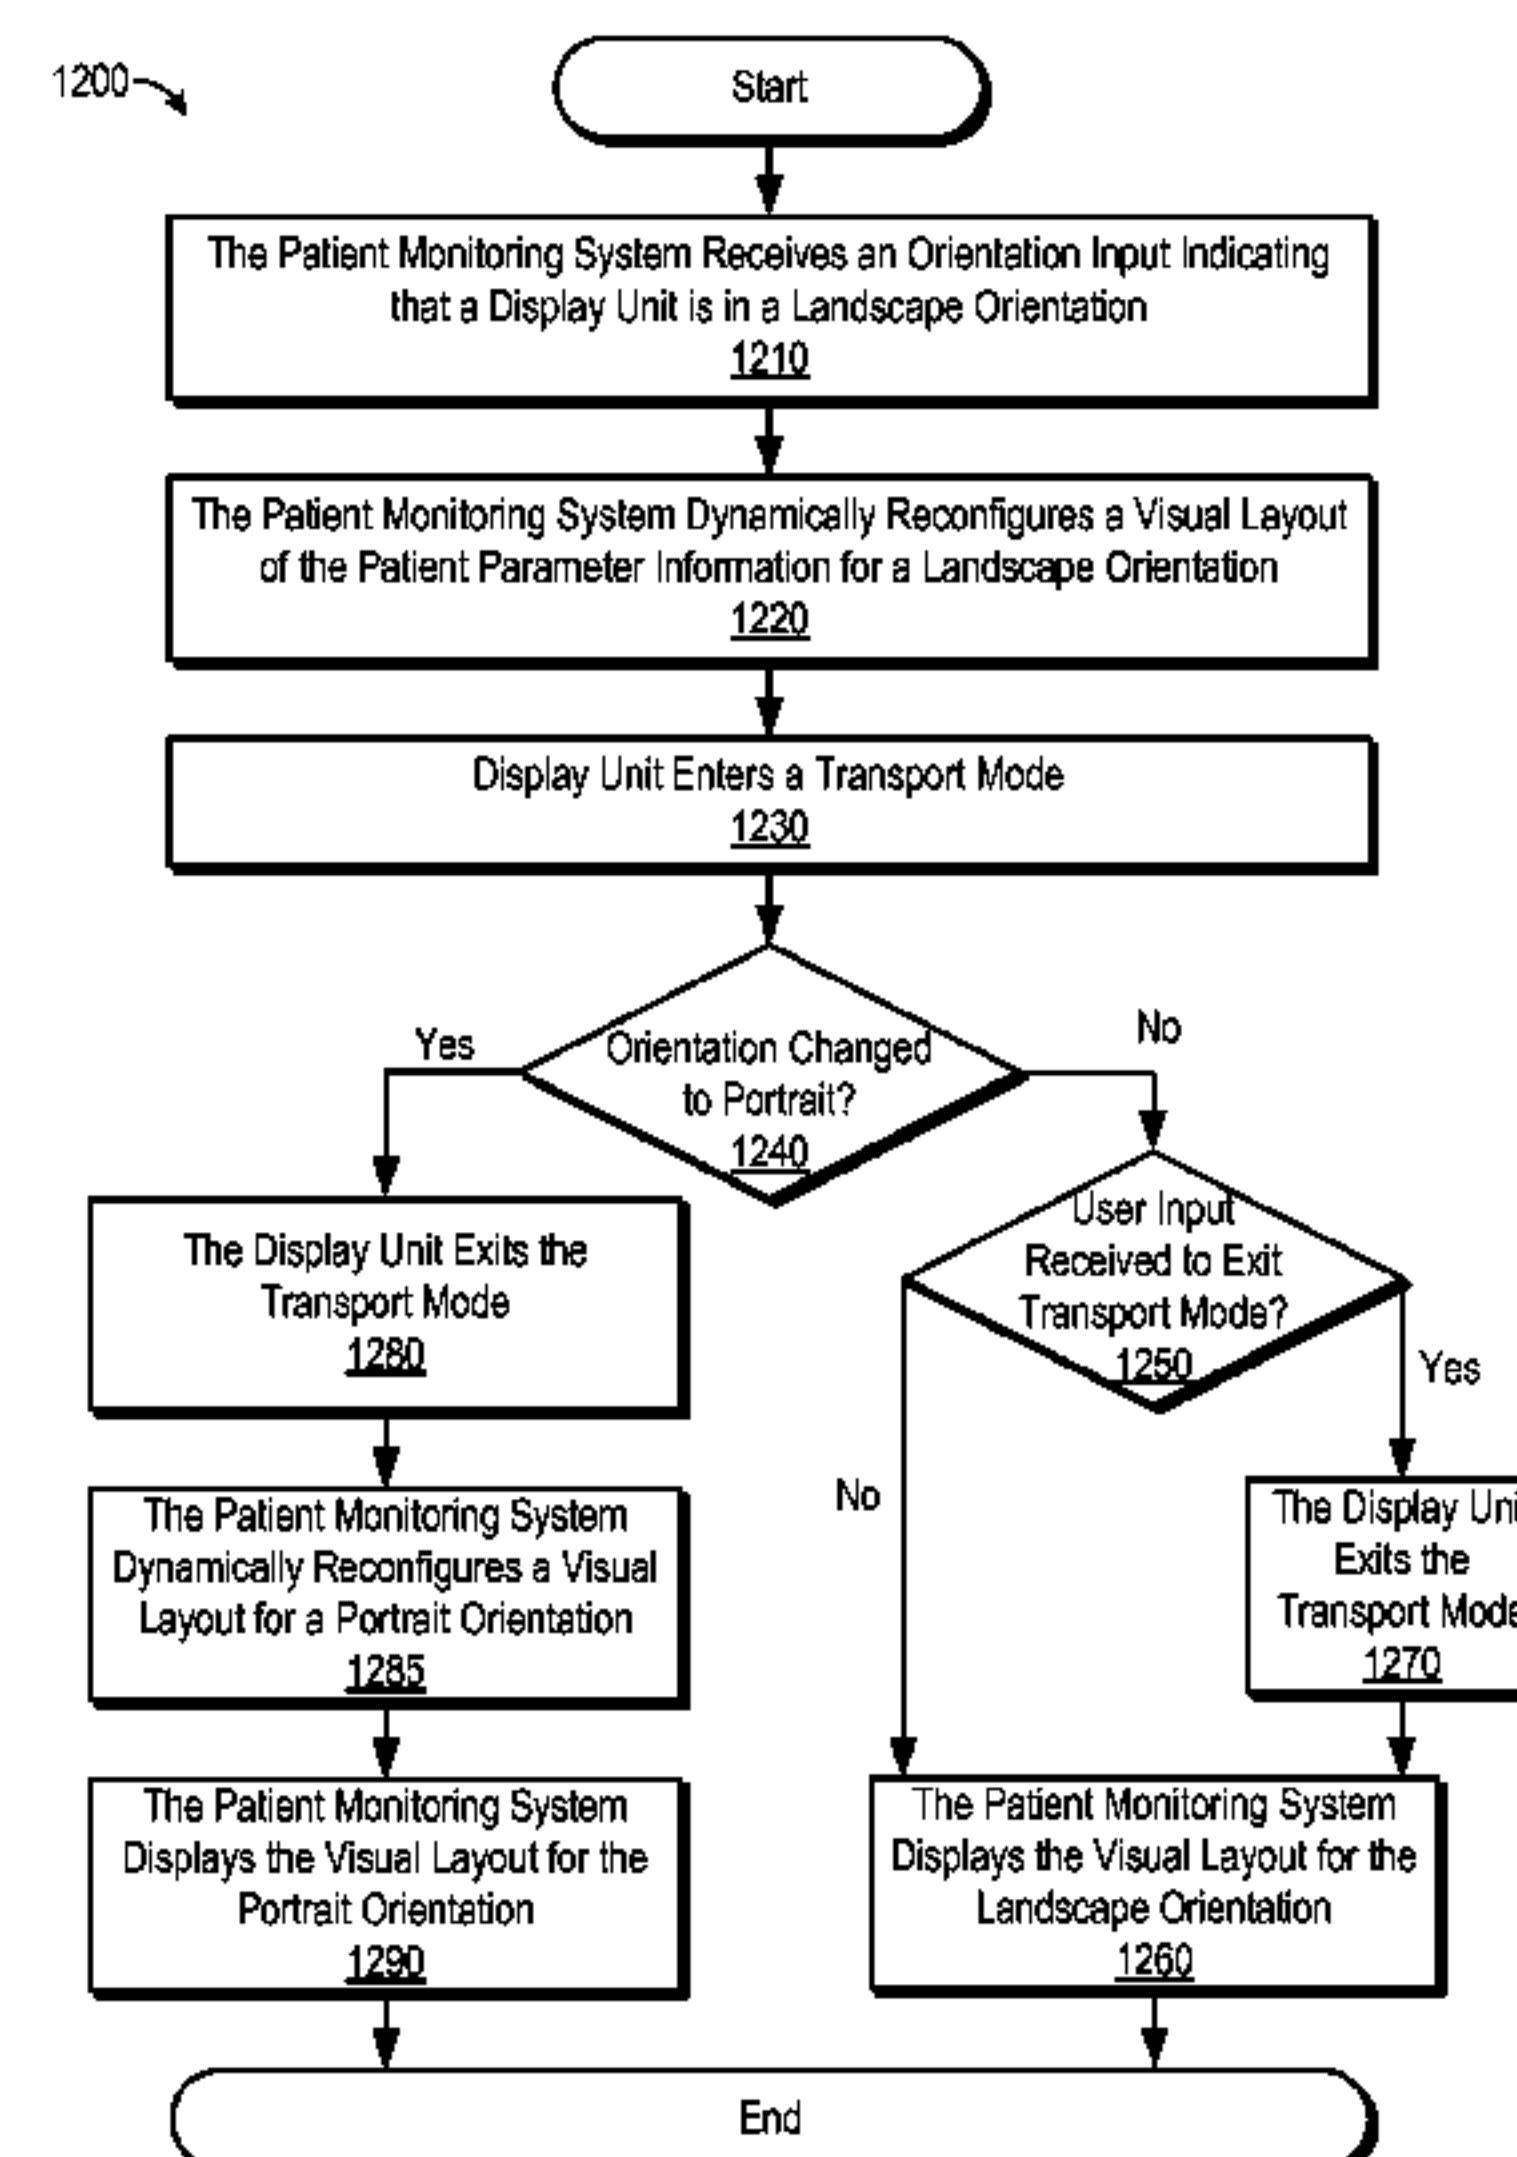 1200
Start
The Patient Monitoring System Receives an Orientation Input Indicating
that a Display Unit is in a Landscape Orientation
1210
The Patient Monitoring System Dynamically Reconfigures a Visual Layout
of the Patient Parameter Information for a Landscape Orientation
1220
Display Unit Enters a Transport Mode
1230
Yes
Orientation Changed
to Portrait?
1240
No
The Display Unit Exits the
Transport Mode
1280
User Input
Received to Exit
Transport Mode?
1250
Yes
No
The Patient Monitoring System
Dynamically Reconfigures a Visual
Layout for a Portrait Orientation
1285
The Display Uni
Exits the
Transport Mode
1270
The Patient Monitoring System
Displays the Visual Layout for the
Portrait Orientation
1290
The Patient Monitoring System
Displays the Visual Layout for the
Landscape Orientation
1260
End